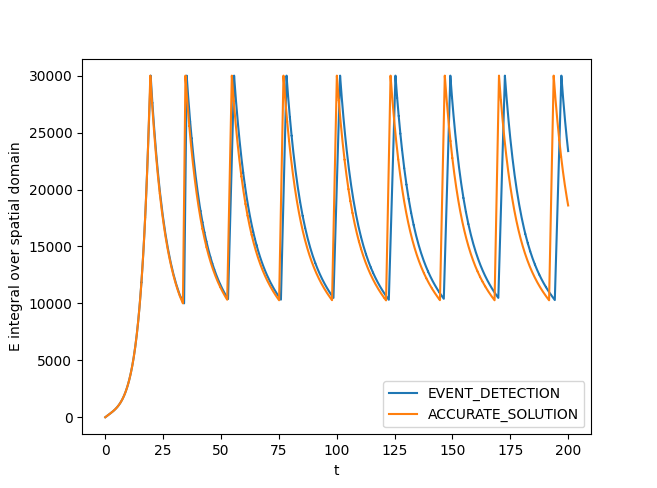 30000
25000
20000
15000
10000
5000
0
E integral over spatial domain
0 25 50 75 100 125 150 175 200
t
EVENT_DETECTION
ACCURATE_SOLUTION